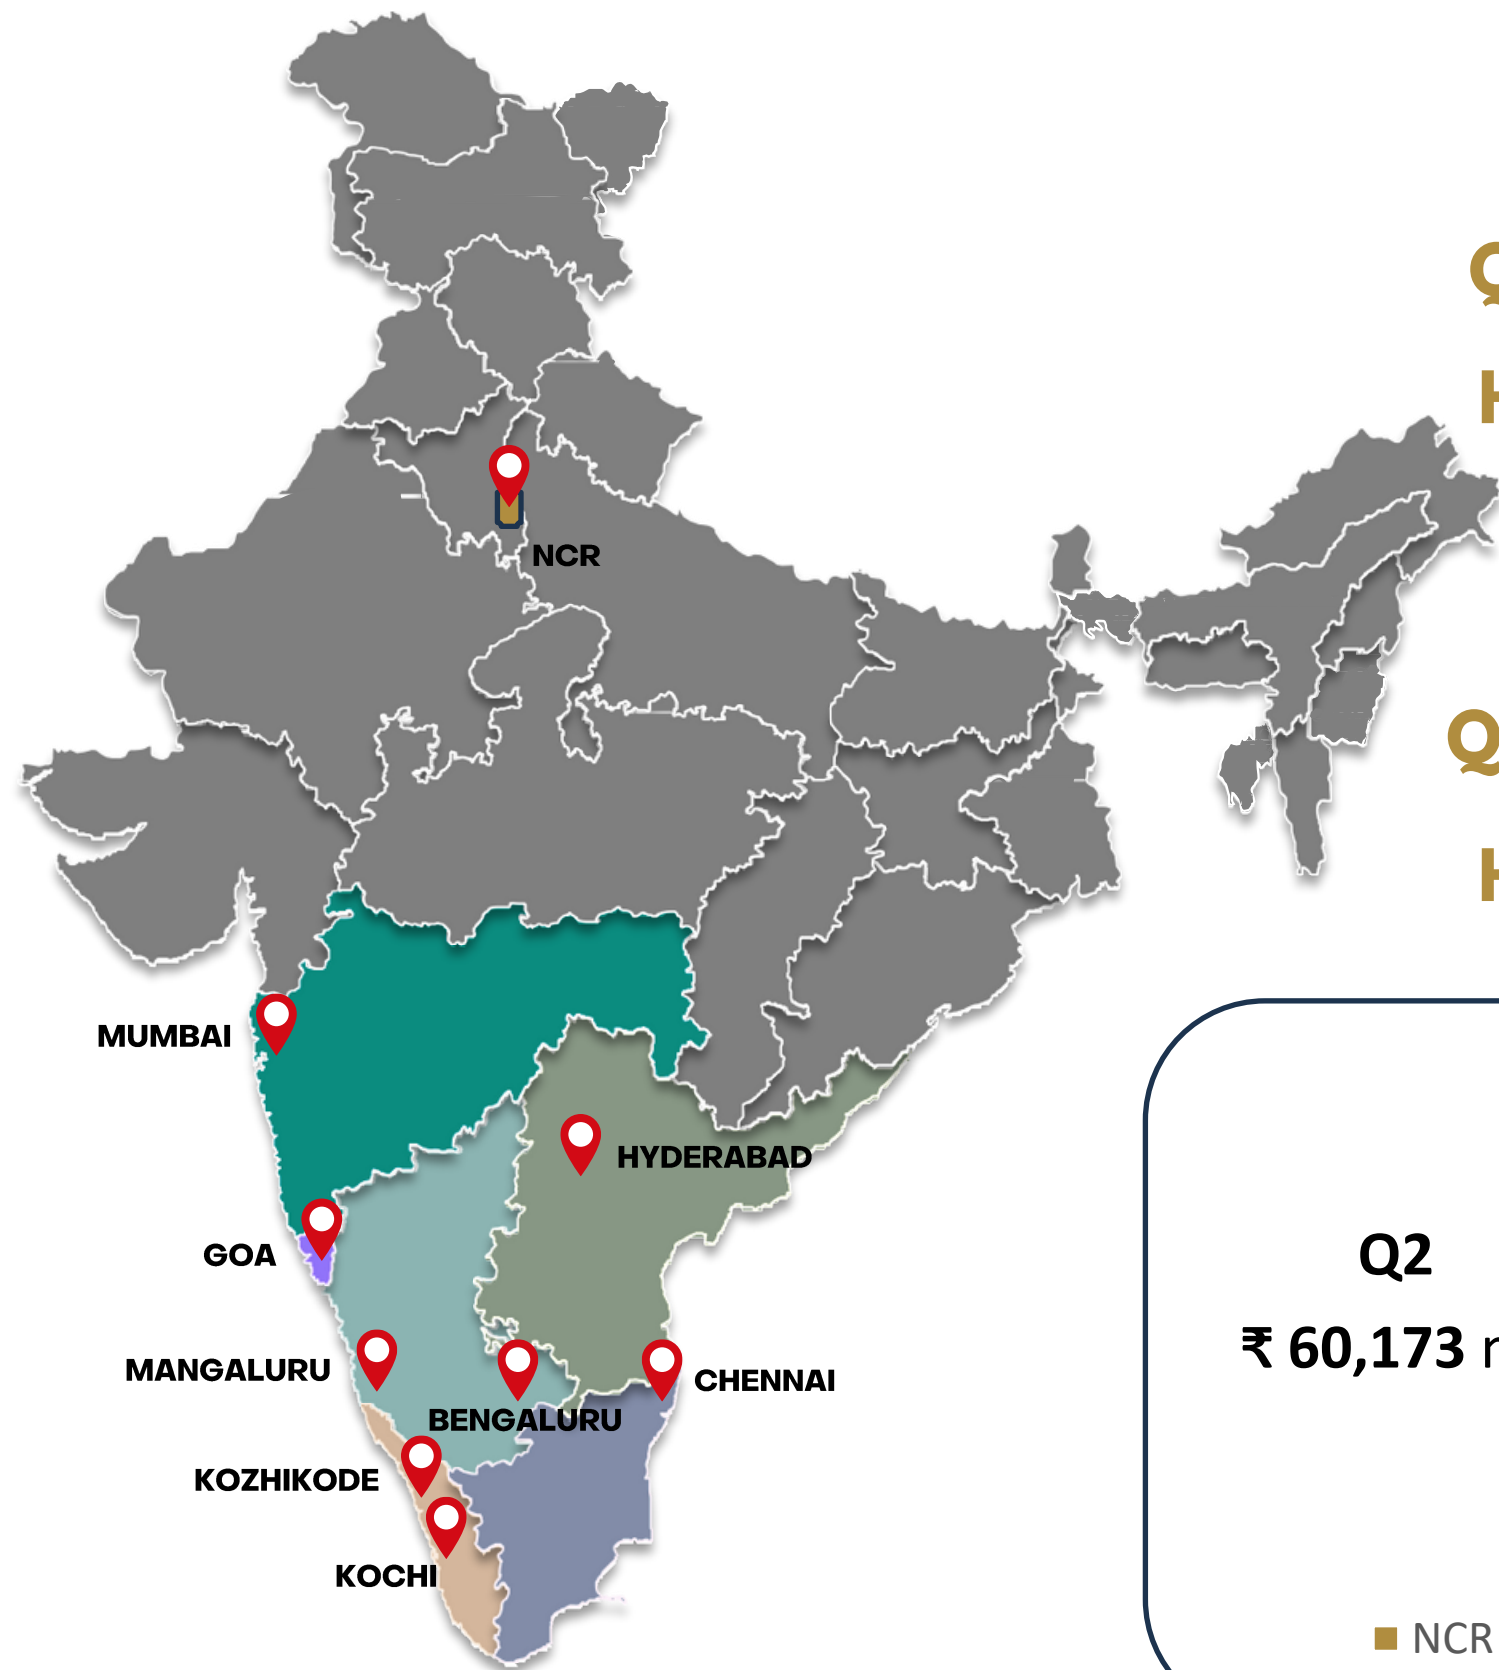 NCR
MUMBAI
HYDERABAD
GOA
MANGALURU
BENGALURU
CHENNAI
KOZHIKODE
KOCHI
Q
H
Q
H
Q2
₹ 60,173
NCR